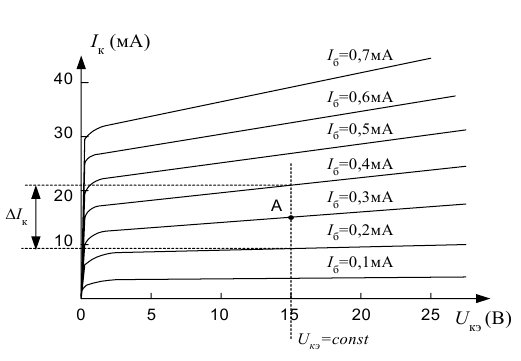 Iк (мА)
Iб=0,7мА
40
Iб=0,6мА
30
Iб=0,5мА
Iб=0,4мА
20
Iб=0,3мА
A
ΔIк
Iб=0,2мА
10
Iб=0,1мА
0 5 10 15 20 25 Uкэ (В)
Uкэ=const